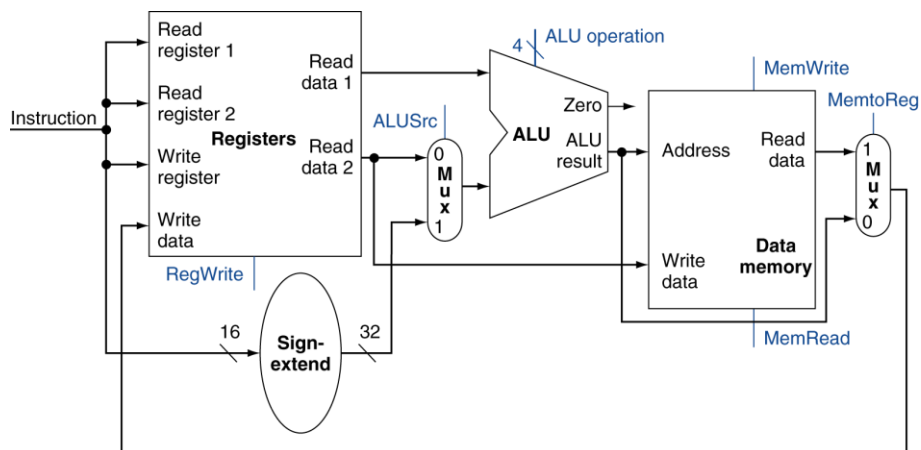 Instruction
Read
register 1
Read
register 2
Write
register
Write
data
Registers
Read
data 1
Read
data 2
RegWrite
16
Sign-
extend
32
ALUSrc
0
Mux
1
4
ALU operation
Zero
ALU
ALU
result
MemWrite
Address
Read
data
Write
data
Data
memory
MemRead
MemtoReg
1
Mux
0